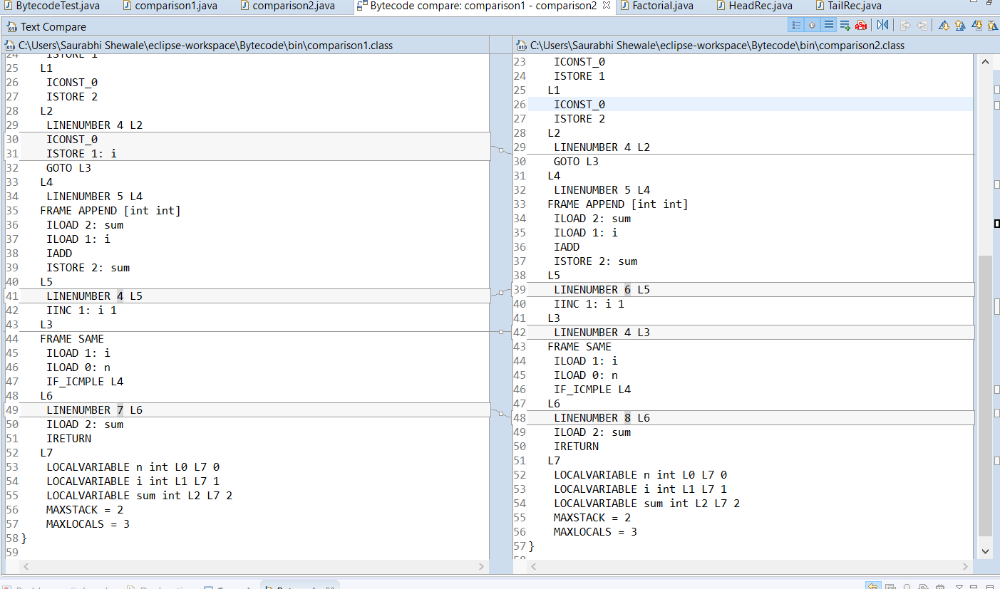 BytecodeTest.java comparison1.java comparison2.java Bytecode compare: comparison1 - comparison2 Factorial.java HeadRec.java TailRec.java
Text Compare
C:\Users\Saurabhi Shewale\eclipse-workspace\Bytecode\bin\comparison1.class
24 ISTORE 1
25 L1
26 ICONST_0
27 ISTORE 2
28 L2
29 LINENUMBER 4 L2
30 ICONST_0
31 ISTORE 1: i
32 GOTO L3
33 L4
34 LINENUMBER 5 L4
35 FRAME APPEND [int int]
36 ILOAD 2: sum
37 ILOAD 1: i
38 IADD
39 ISTORE 2: sum
40 L5
41 LINENUMBER 4 L5
42 IINC 1: i 1
43 L3
44 FRAME SAME
45 ILOAD 1: i
46 ILOAD 0: n
47 IF_ICMPLE L4
48 L6
49 LINENUMBER 7 L6
50 ILOAD 2: sum
51 IRETURN
52 L7
53 LOCALVARIABLE n int L0 L7 0
54 LOCALVARIABLE i int L1 L7 1
55 LOCALVARIABLE sum int L2 L7 2
56 MAXSTACK = 2
57 MAXLOCALS = 3
58 }
59
C:\Users\Saurabhi Shewale\eclipse-workspace\Bytecode\bin\comparison2.class
23 ICONST_0
24 ISTORE 1
25 L1
26 ICONST_0
27 ISTORE 2
28 L2
29 LINENUMBER 4 L2
30 GOTO L3
31 L4
32 LINENUMBER 5 L4
33 FRAME APPEND [int int]
34 ILOAD 2: sum
35 ILOAD 1: i
36 IADD
37 ISTORE 2: sum
38 L5
39 LINENUMBER 6 L5
40 IINC 1: i 1
41 L3
42 LINENUMBER 4 L3
43 FRAME SAME
44 ILOAD 1: i
45 ILOAD 0: n
46 IF_ICMPLE L4
47 L6
48 LINENUMBER 8 L6
49 ILOAD 2: sum
50 IRETURN
51 L7
52 LOCALVARIABLE n int L0 L7 0
53 LOCALVARIABLE i int L1 L7 1
54 LOCALVARIABLE sum int L2 L7 2
55 MAXSTACK = 2
56 MAXLOCALS = 3
57 }